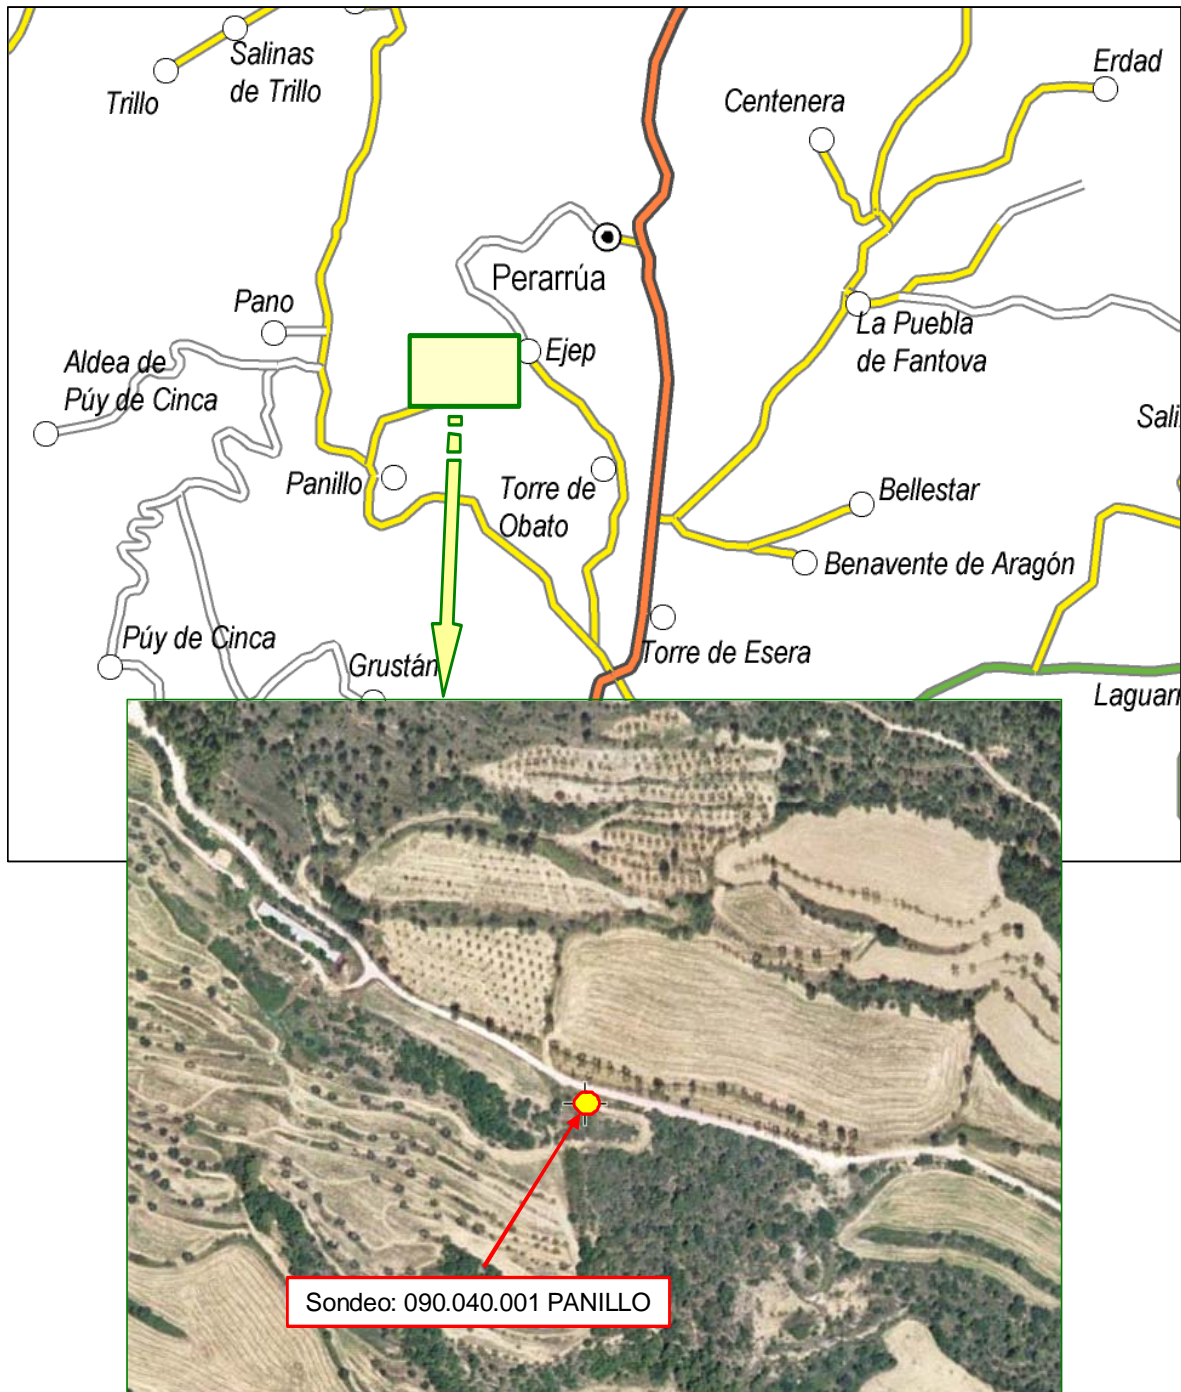 Salinas
de Trillo
Trillo
Erdad
Centenera
Perarrúa
Pano
La Puebla
de Fantova
Ejep
Aldea de
Púy de Cinca
Sali
Panillo
Torre de
Obato
Bellestar
Benavente de Aragón
Púy de Cinca
Grustán
Torre de Esera
Laguarr
Sondeo: 090.040.001 PANILLO